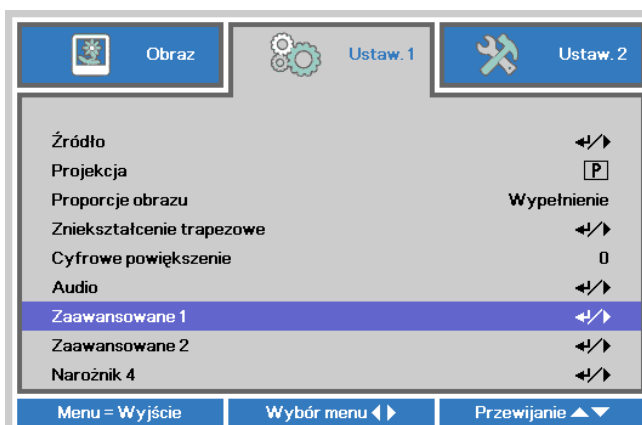 Obraz Ustaw. 1 Ustaw. 2
Źródło
Projekcja P
Proporcje obrazu Wypełnienie
Zniekształcenie trapezowe
Cyfrowe powiększenie 0
Audio
Zaawansowane 1
Zaawansowane 2
Narożnik 4
Menu = Wyjście Wybór menu Przewijanie